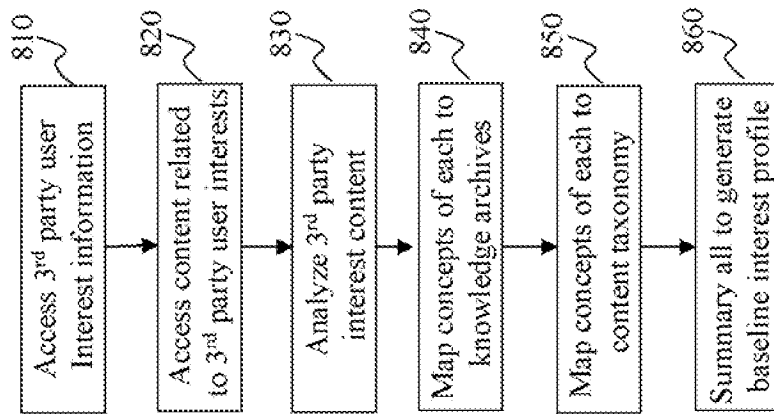 810
Access 3rd party user
Interest information
820
Access content related
to 3rd party user interests
830
Analyze 3rd party
interest content
840
Map concepts of each to
knowledge archives
850
Map concepts of each to
content taxonomy
860
Summary all to generate
baseline interest profile